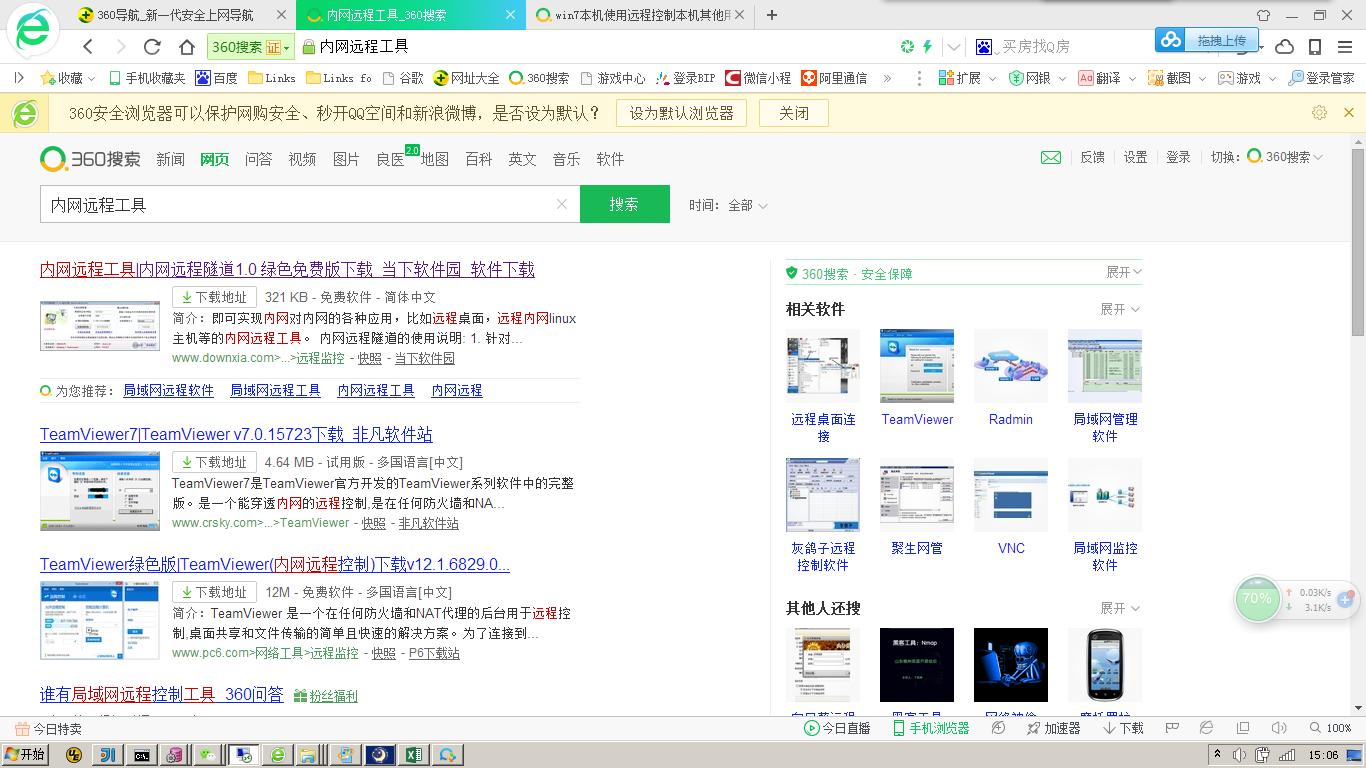 360导航_新一代安全上网导航
内网远程工具_360搜索
win7本机使用远程控制本机其他用
360搜索 证
内网远程工具
买房找Q房
拖拽上传
收藏 手机收藏夹 百度 Links Links fo 谷歌 网址大全 360搜索 游戏中心 登录BIP 微信小程 阿里通信 » 扩展 网银 Aa 翻译 截图 游戏 登录管家
360安全浏览器可以保护网购安全、秒开QQ空间和新浪微博，是否设为默认？ 设为默认浏览器 关闭
360搜索 新闻 网页 问答 视频 图片 良医 2.0 地图 百科 英文 音乐 软件
反馈 设置 登录 切换： 360搜索
内网远程工具 搜索 时间： 全部
内网远程工具|内网远程隧道1.0 绿色免费版下载_当下软件园_软件下载
下载地址 321 KB - 免费软件 - 简体中文
简介：即可实现内网对内网的各种应用，比如远程桌面，远程内网linux
www.downxia.com>...>远程监控 - 快照 - 当下软件园
为您推荐： 局域网远程软件 局域网远程工具 内网远程工具 内网远程
TeamViewer7|TeamViewer v7.0.15723下载_非凡软件站
下载地址 4.64 MB - 试用版 - 多国语言[中文]
TeamViewer7是TeamViewer官方开发的TeamViewer系列软件中的完整
版。是一个能穿透内网的远程控制,是在任何防火墙和NA...
>TeamViewer - 快照 - 非凡软件站
TeamViewer绿色版|TeamViewer(内网远程控制)下载v12.1.6829.0...
下载地址 12M - 免费软件 - 多国语言[中文]
简介：TeamViewer 是一个在任何防火墙和NAT代理的后台用于远程控
制,桌面共享和文件传输的简单且快速的解决方案。为了连接到...
www.pc6.com>网络工具>远程监控 - 快照 - P6下载站
谁有局域网远程控制工具_360问答 粉丝福利
360搜索 · 安全保障 展开
相关软件 展开
远程桌面连接
TeamViewer
Radmin
局域网管理软件
灰鸽子远程控制软件
聚生网管
VNC
局域网监控软件
其他人还搜 展开
黑客工具：Nmap
70%
0.03K/s
3.1K/s
今日特卖
今日直播 手机浏览器 加速器 下载 100%
开始
15:06